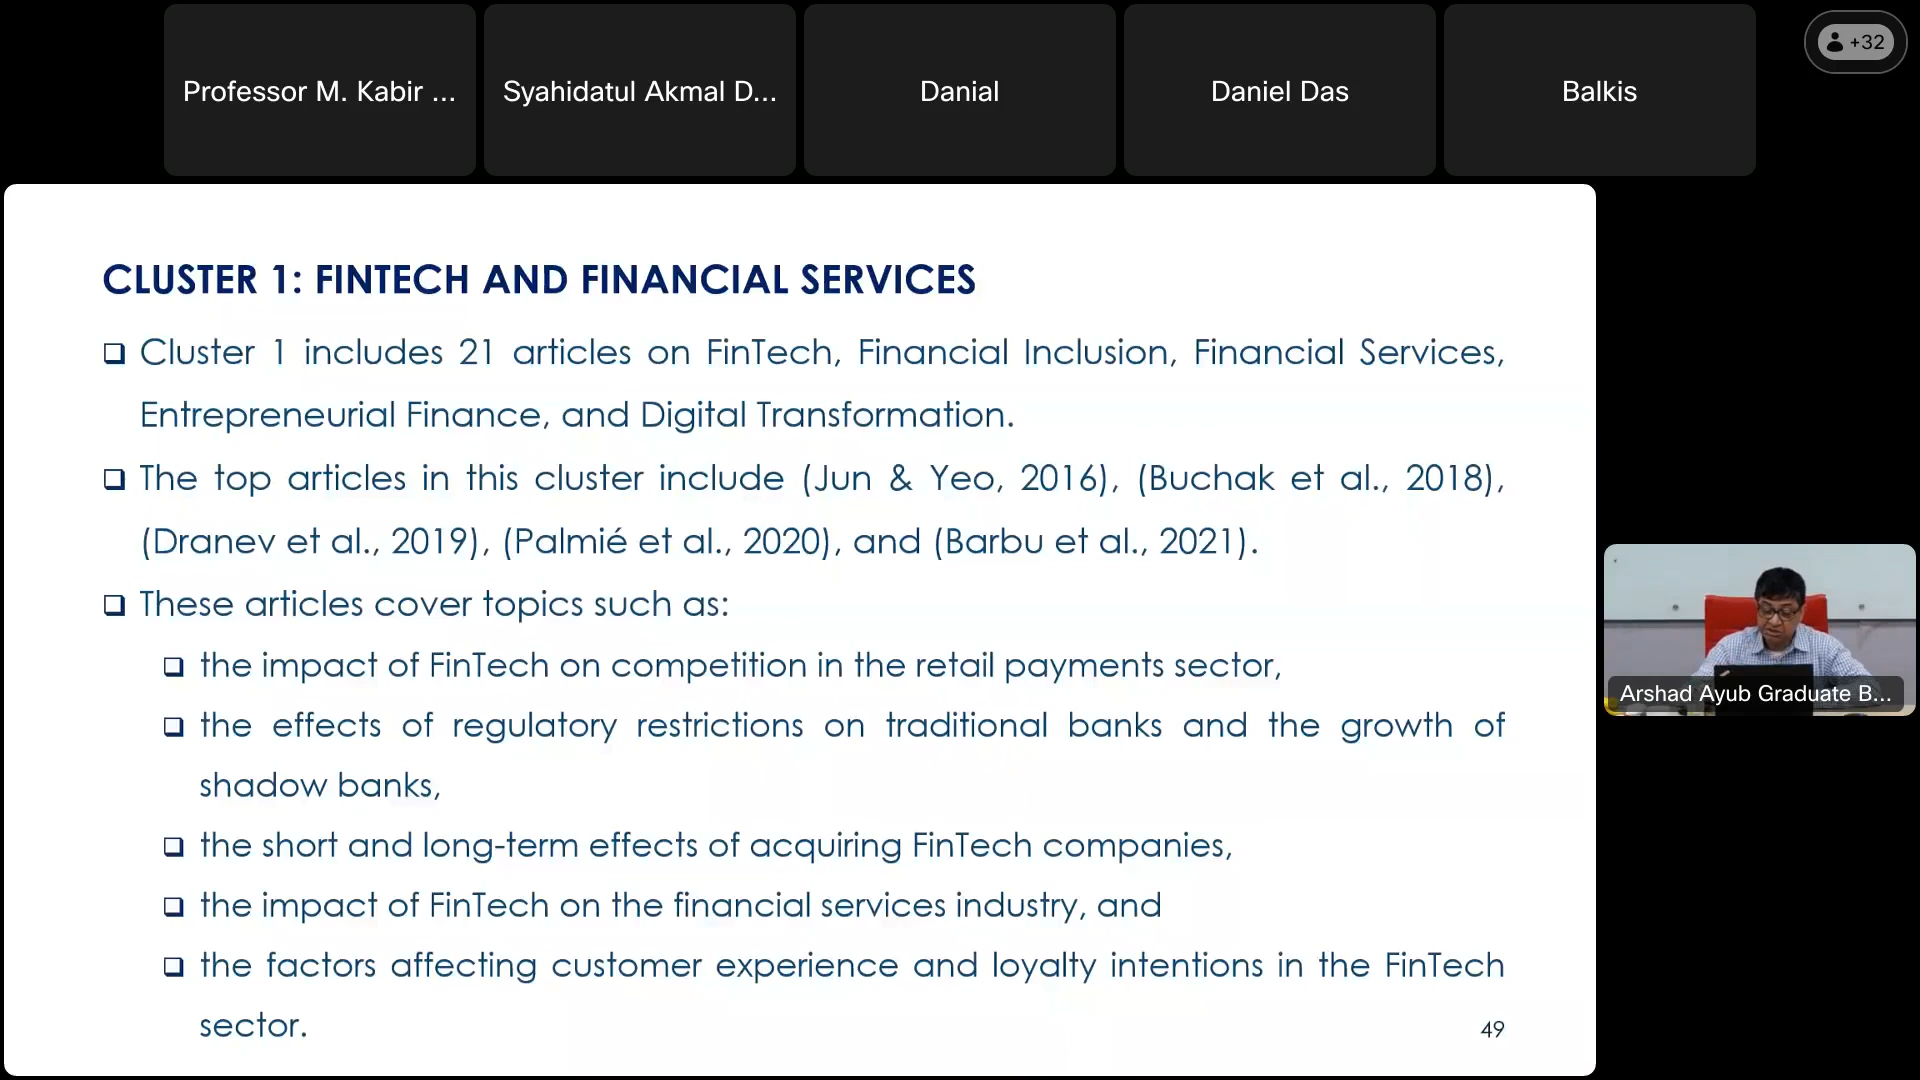 Professor M. Kabir ...
Syahidatul Akmal D...
Danial
Daniel Das
Balkis
+32
CLUSTER 1: FINTECH AND FINANCIAL SERVICES
Cluster 1 includes 21 articles on FinTech, Financial Inclusion, Financial Services,
Entrepreneurial Finance, and Digital Transformation.
The top articles in this cluster include (Jun & Yeo, 2016), (Buchak et al., 2018),
(Dranev et al., 2019), (Palmié et al., 2020), and (Barbu et al., 2021).
These articles cover topics such as:
the impact of FinTech on competition in the retail payments sector,
the effects of regulatory restrictions on traditional banks and the growth of
shadow banks,
the short and long-term effects of acquiring FinTech companies,
the impact of FinTech on the financial services industry, and
the factors affecting customer experience and loyalty intentions in the FinTech
sector.
49
Arshad Ayub Graduate B...